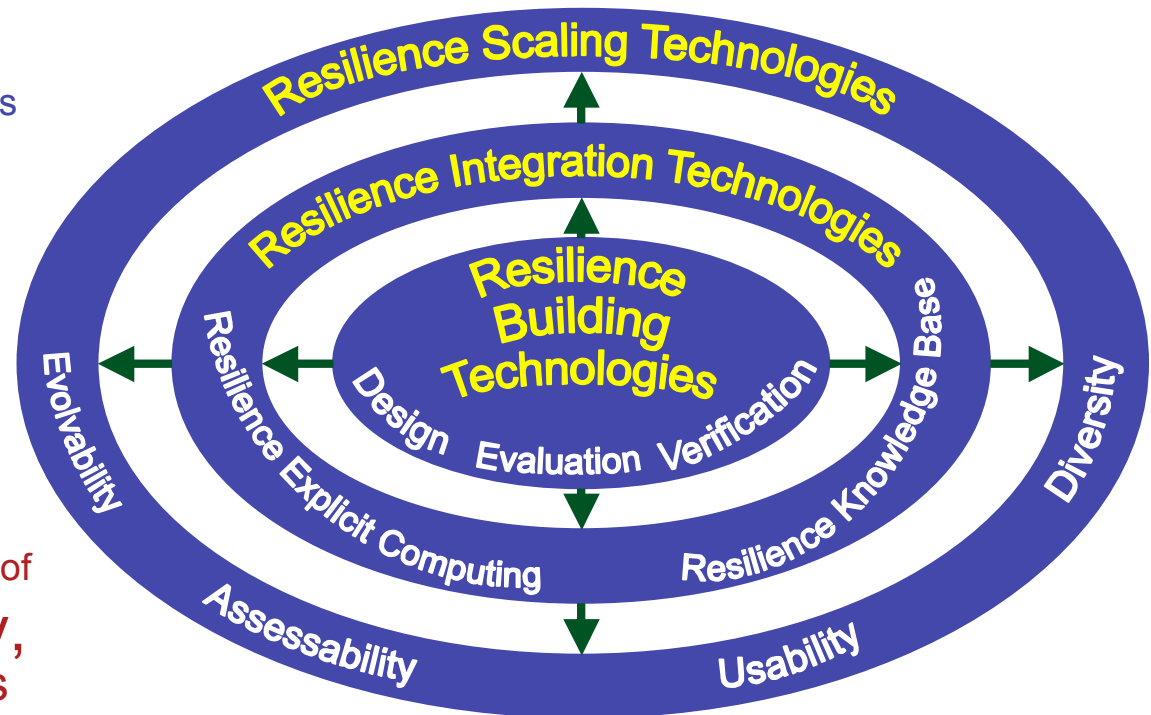 Resilience Scaling Technologies
s
Resilience Integration Technologies
Resilience
Building
Technologies
Design Evaluation Verification
Resilience Explicit Computing
Resilience Knowledge Base
Evolvability
Assessability
Usability
Diversity
of
y,
s